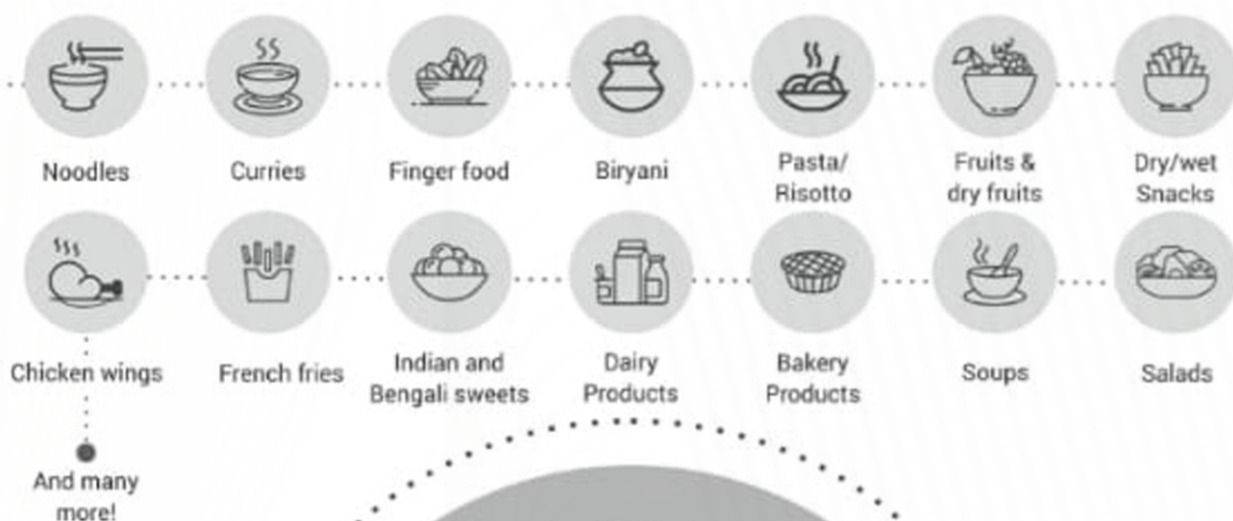 Noodles
Curries
Finger food
Biryani
Pasta/
Risotto
Fruits &
dry fruits
Dry/wet
Snacks
Chicken wings
French fries
Indian and
Bengali sweets
Dairy
Products
Bakery
Products
Soups
Salads
And many
more!